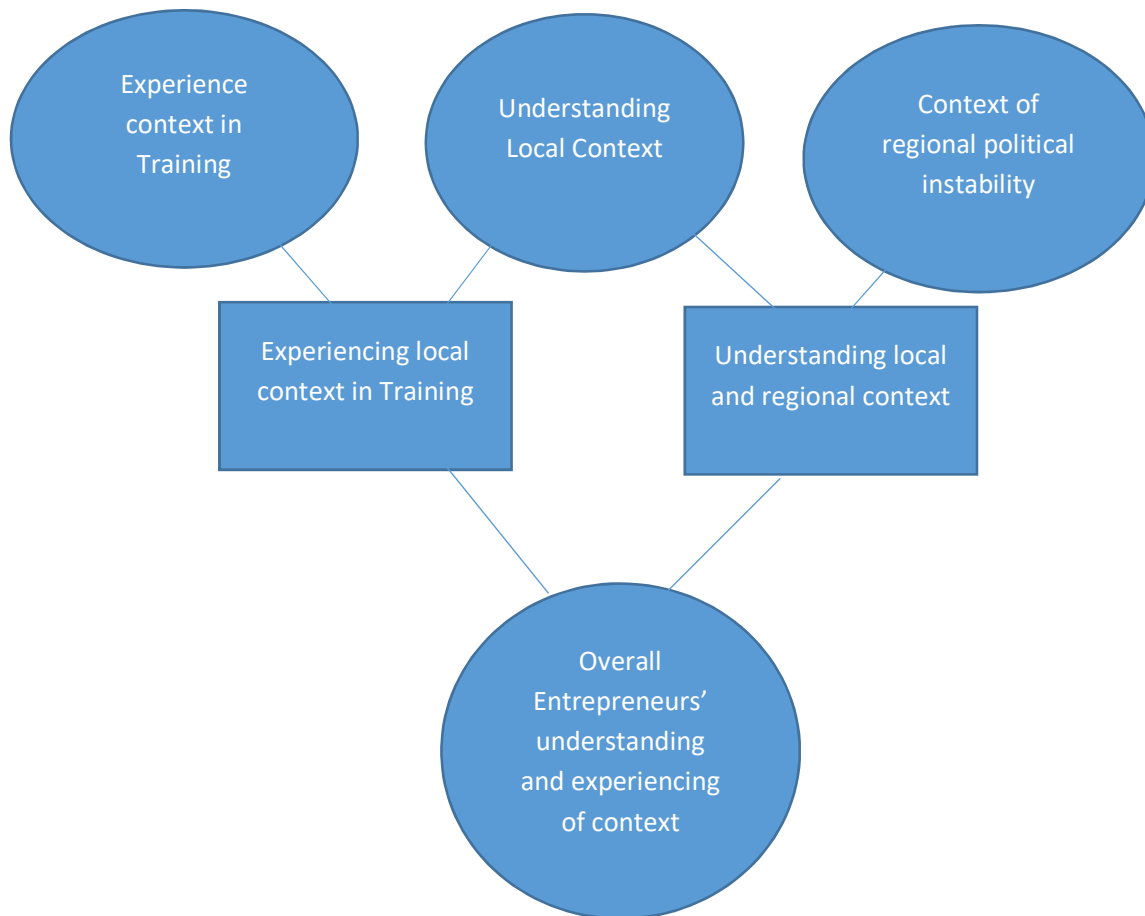 Experience
context in
Training
Understanding
Local Context
Context of
regional political
instability
Experiencing local
context in Training
Understanding local
and regional context
Overall
Entrepreneurs’
understanding
and experiencing
of context